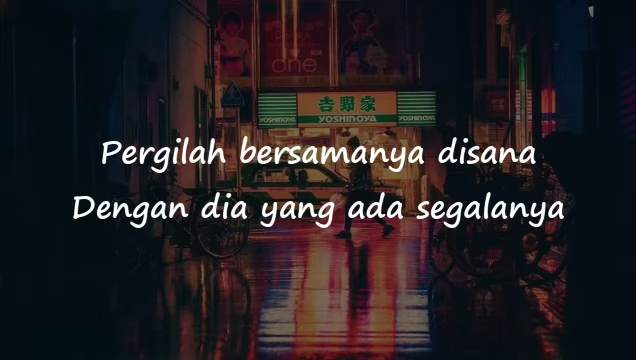 one
吉野家
YOSHINOYA YOSHINOYA YOSHINOYA
Pergilah bersamanya disana
Dengan dia yang ada segalanya